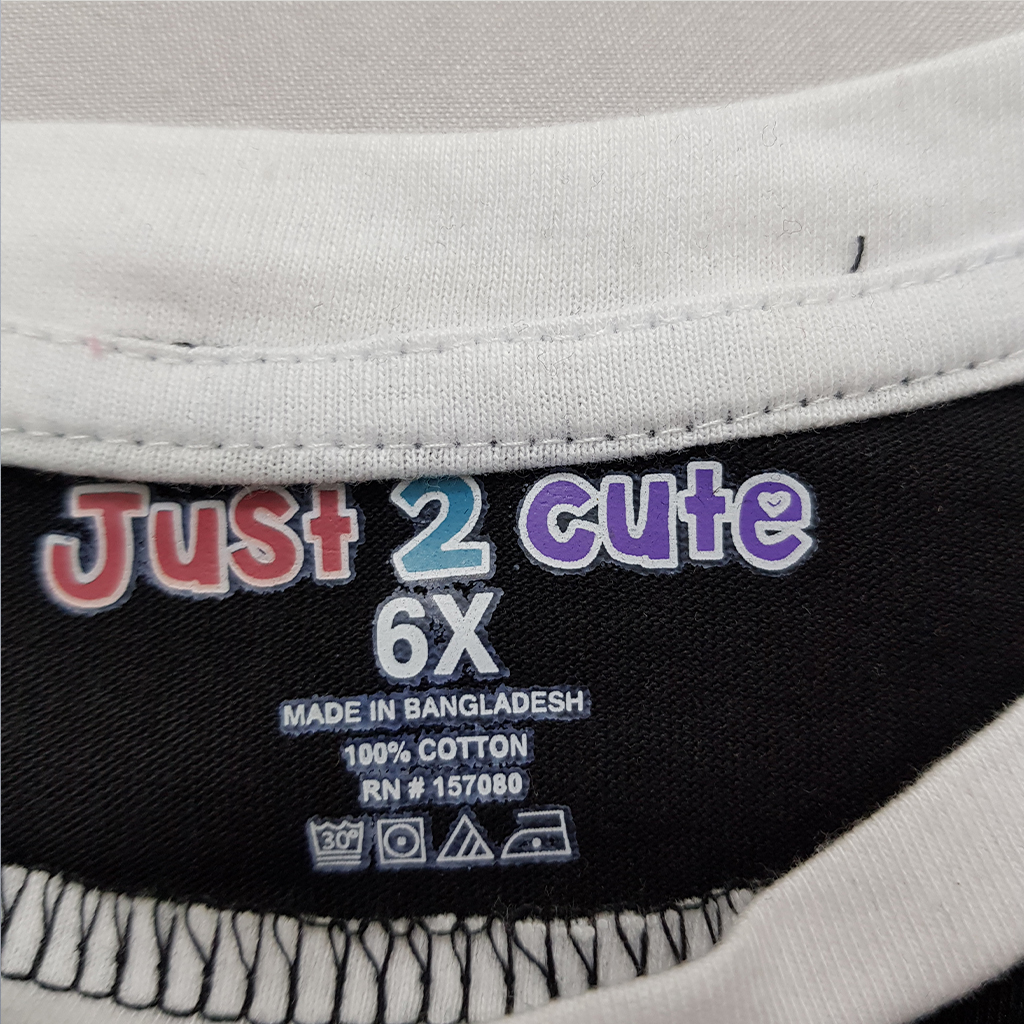 Just 2 cute
6X
MADE IN BANGLADESH
100% COTTON
RN # 157080
30°